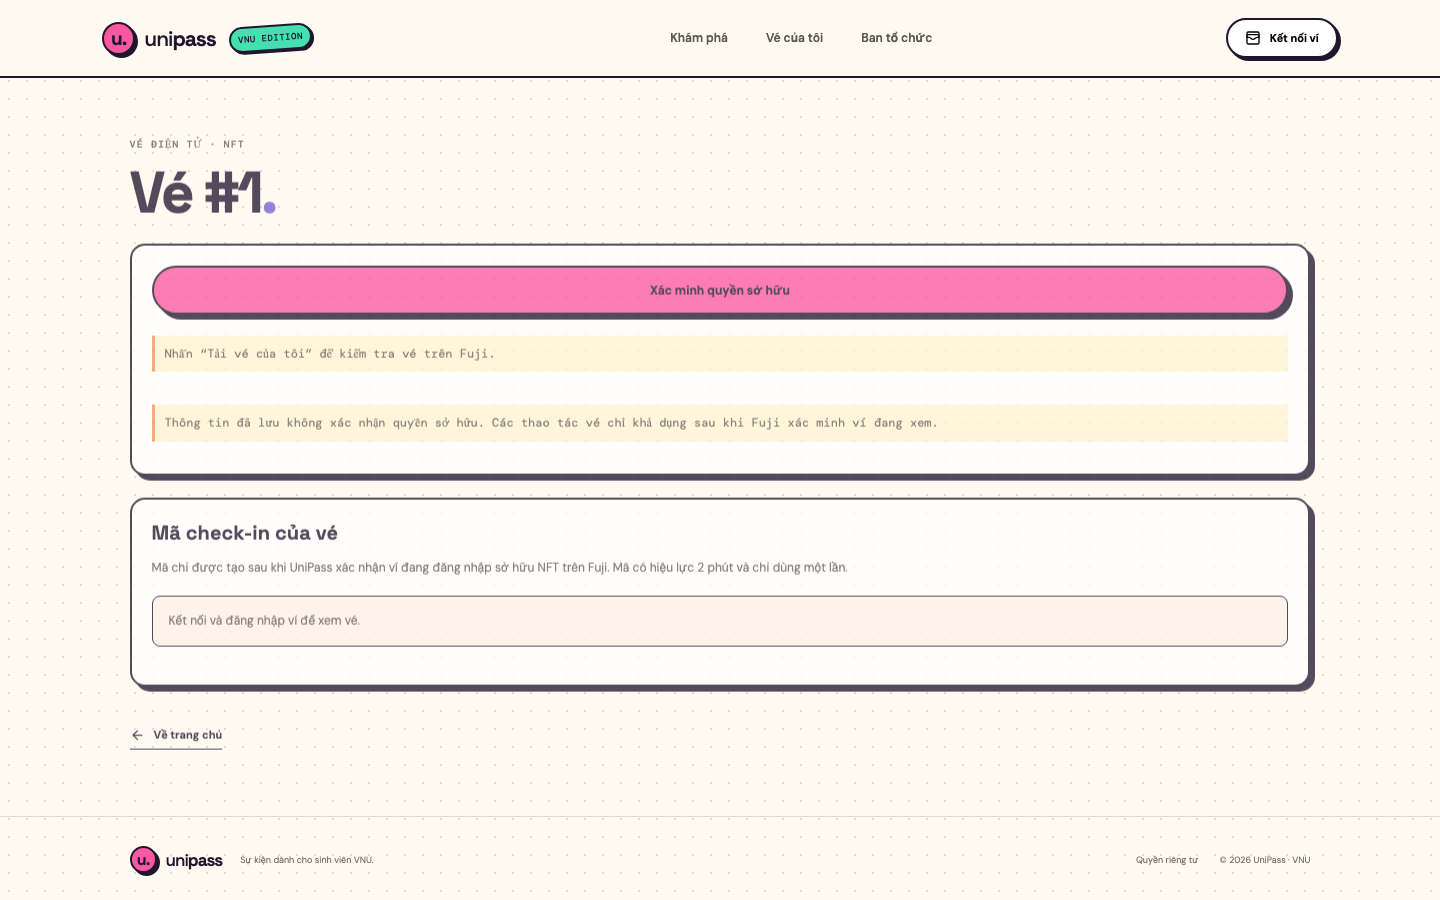 u. unipass VNU EDITION Khám phá Vé của tôi Ban tổ chức Kết nối ví
VÉ ĐIỆN TỬ · NFT
Vé #1.
Xác minh quyền sở hữu
Nhấn “Tải vé của tôi” để kiểm tra vé trên Fuji.
Thông tin đã lưu không xác nhận quyền sở hữu. Các thao tác vé chỉ khả dụng sau khi Fuji xác minh ví đang xem.
Mã check-in của vé
Mã chỉ được tạo sau khi UniPass xác nhận ví đang đăng nhập sở hữu NFT trên Fuji. Mã có hiệu lực 2 phút và chỉ dùng một lần.
Kết nối và đăng nhập ví để xem vé.
Về trang chủ
u. unipass Sự kiện dành cho sinh viên VNU. Quyền riêng tư © 2026 UniPass · VNU